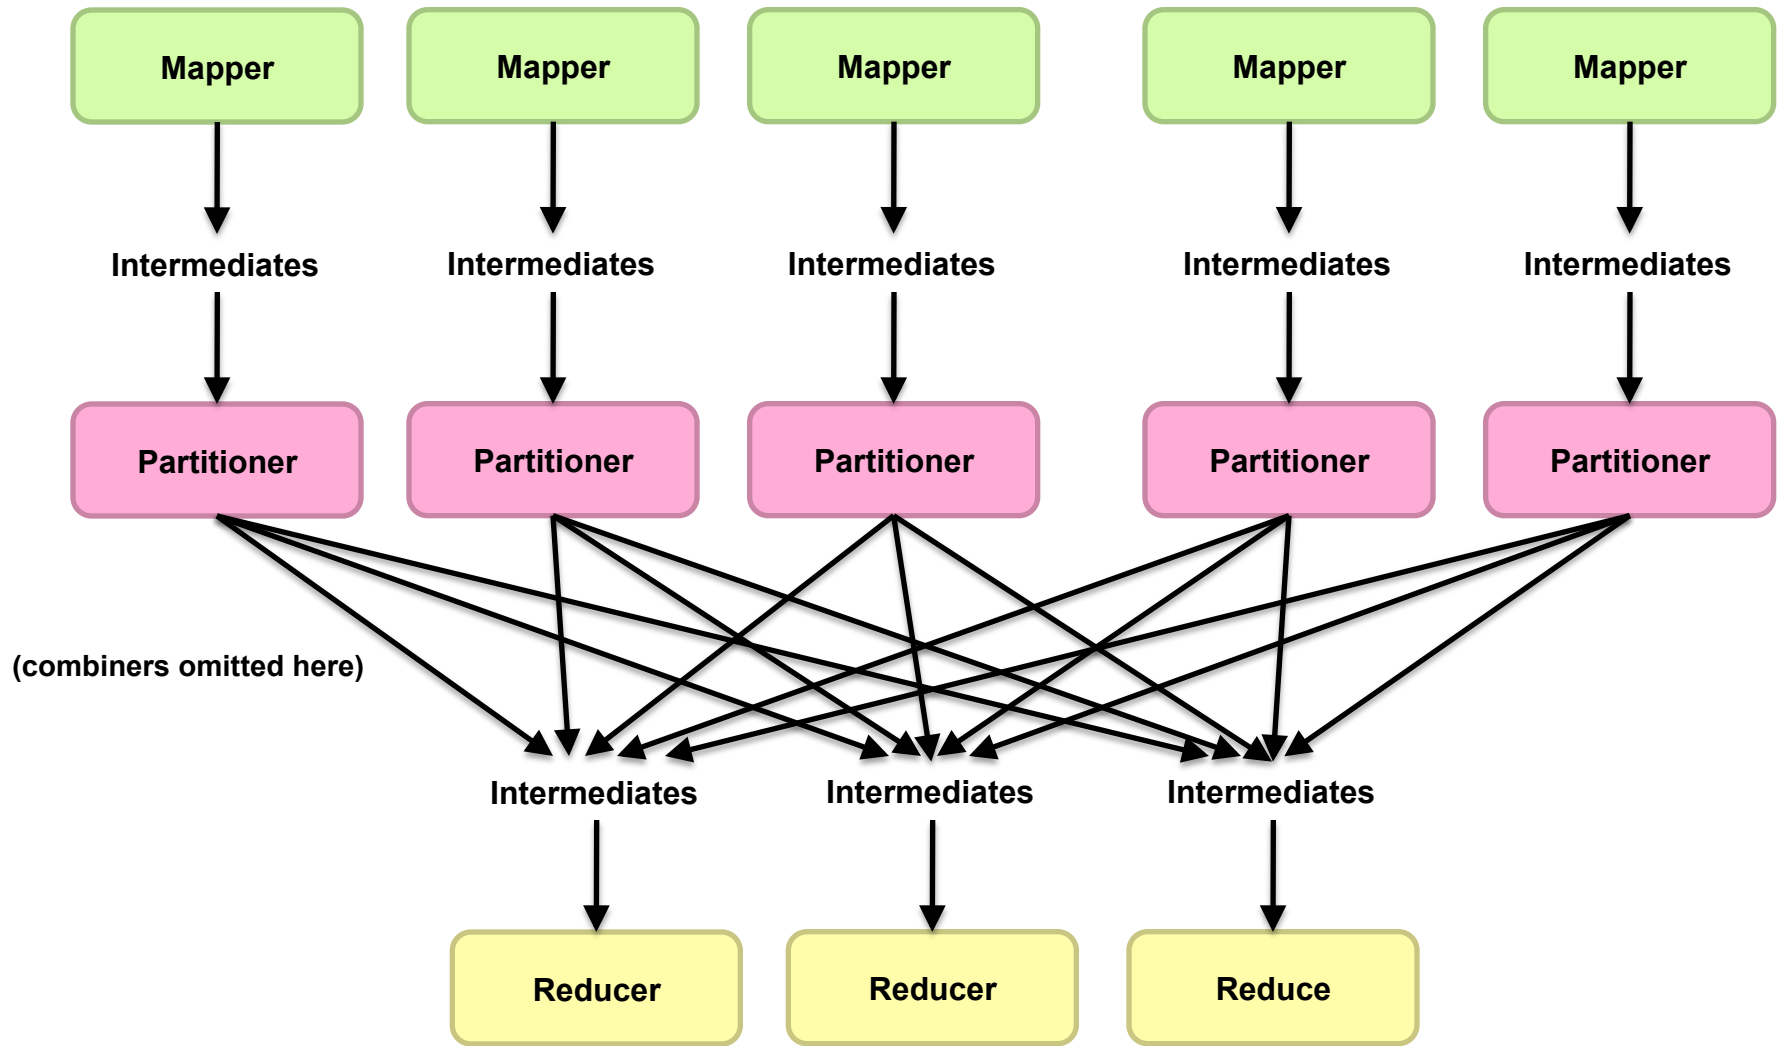 Mapper
Mapper
Mapper
Mapper
Mapper
Intermediates
Intermediates
Intermediates
Intermediates
Intermediates
Partitioner
Partitioner
Partitioner
Partitioner
Partitioner
(combiners omitted here)
Intermediates
Intermediates
Intermediates
Reducer
Reducer
Reduce